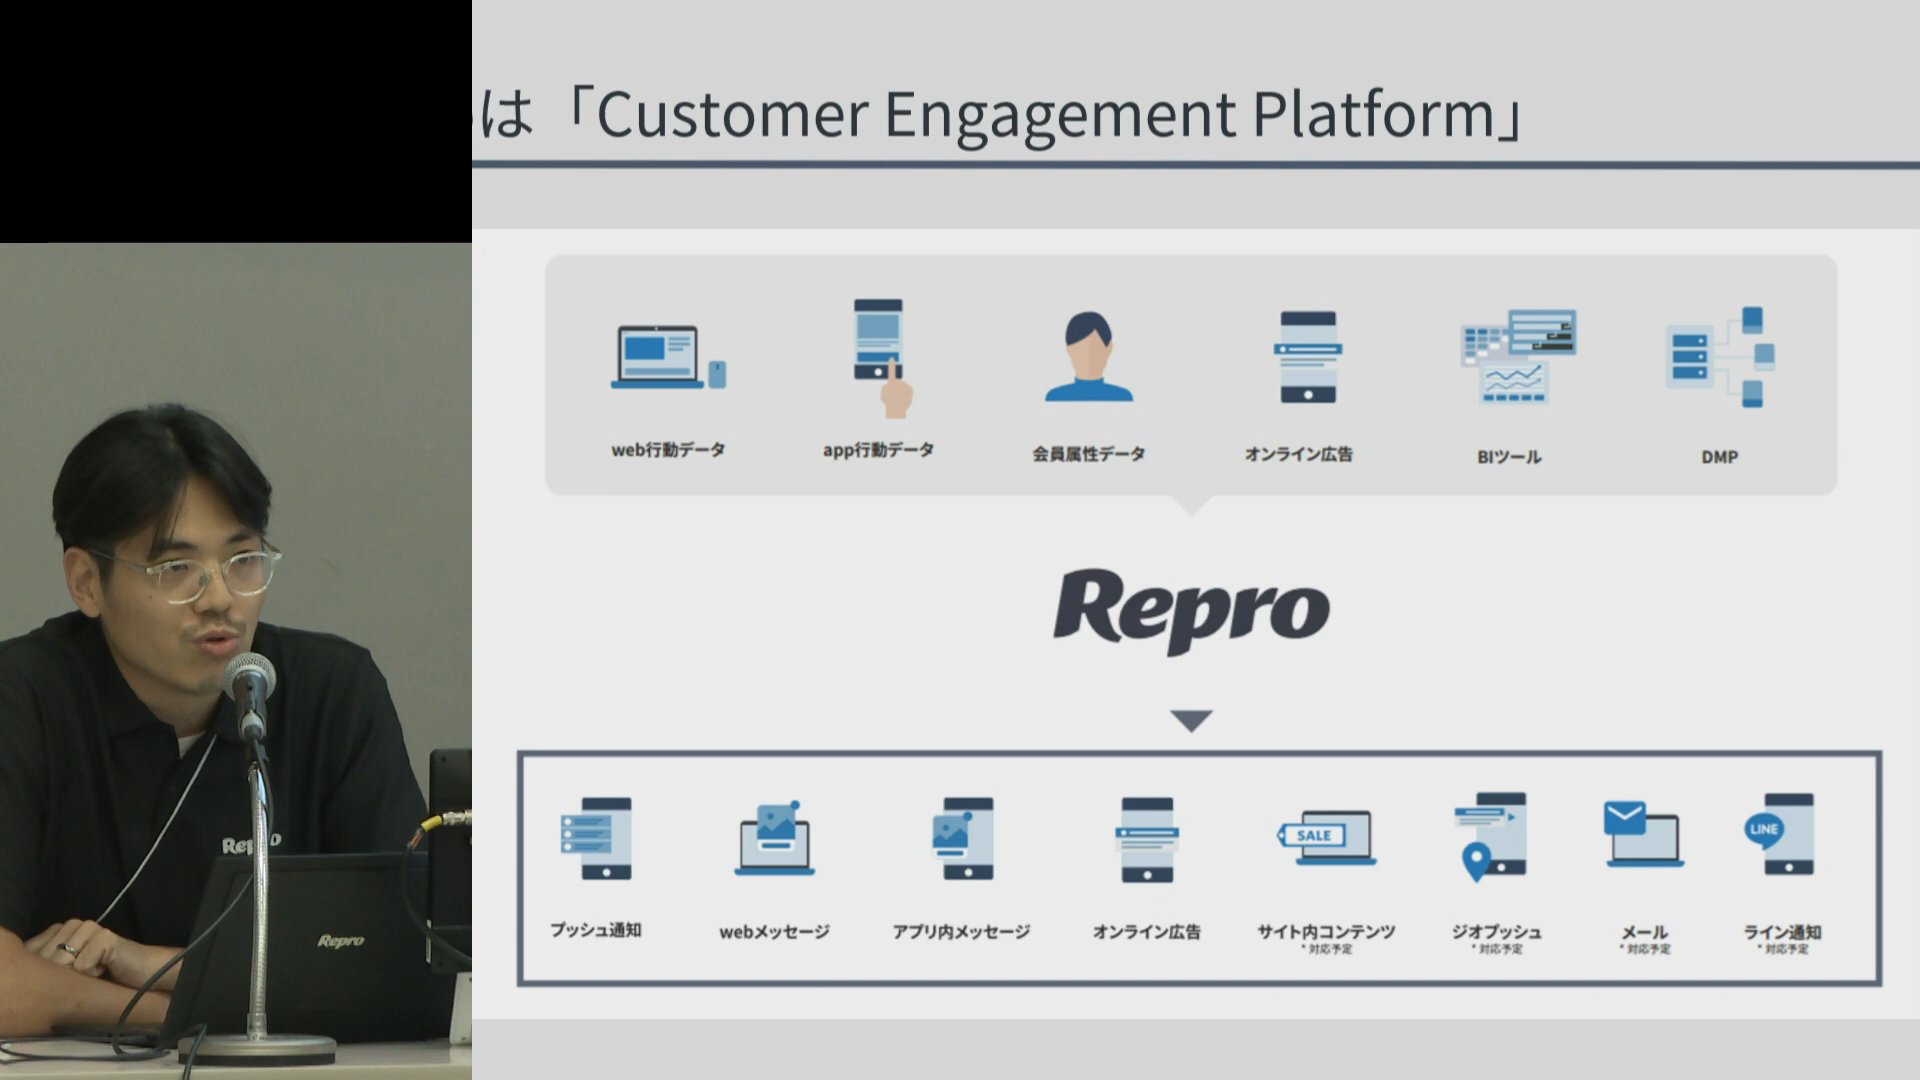 は「Customer Engagement Platform」
web行動データ
app行動データ
会員属性データ
オンライン広告
BIツール
DMP
Repro
SALE
LINE
プッシュ通知
webメッセージ
アプリ内メッセージ
オンライン広告
サイト内コンテンツ
* 対応予定
ジオプッシュ
* 対応予定
メール
* 対応予定
ライン通知
* 対応予定
Repro
Repro